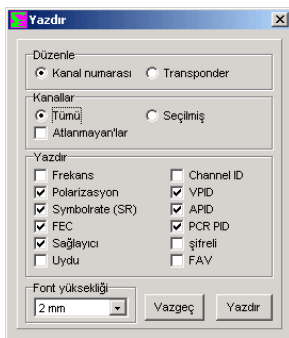 Yazdır
Düzenle
Kanal numarası Transponder
Kanallar
Tümü Seçilmiş
Atlanmayan'lar
Yazdır
Frekans Channel ID
Polarizasyon VPID
Symbolrate (SR) APID
FEC PCR PID
Sağlayıcı şifreli
Uydu FAV
Font yüksekliği
2 mm Vazgeç Yazdır